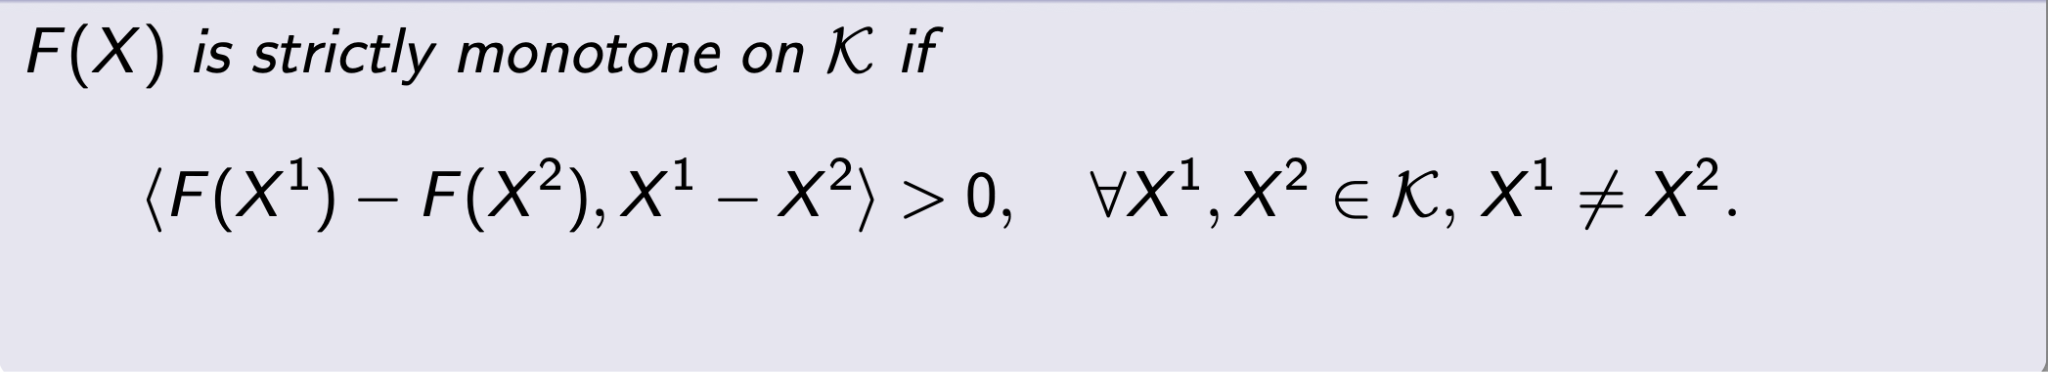 F(X) is strictly monotone on 𝒦 if
⟨F(X¹) − F(X²), X¹ − X²⟩ > 0, ∀X¹, X² ∈ 𝒦, X¹ ≠ X².